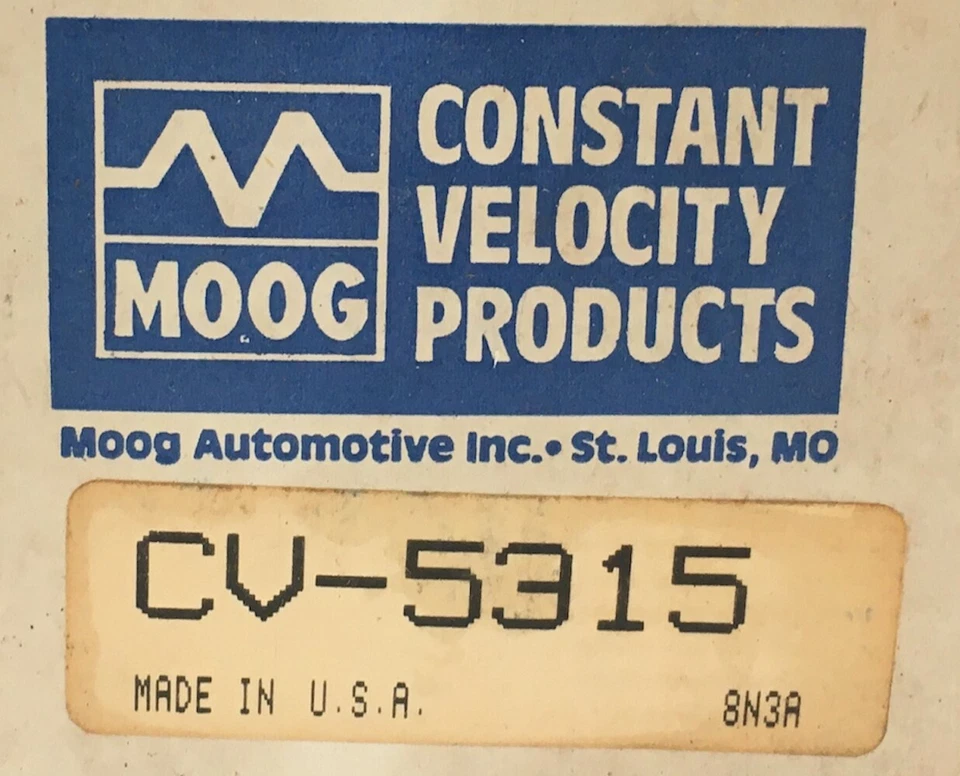 MOOG
CONSTANT
VELOCITY
PRODUCTS
Moog Automotive Inc. • St. Louis, MO
CV-5315
MADE IN U.S.A. 8N3A